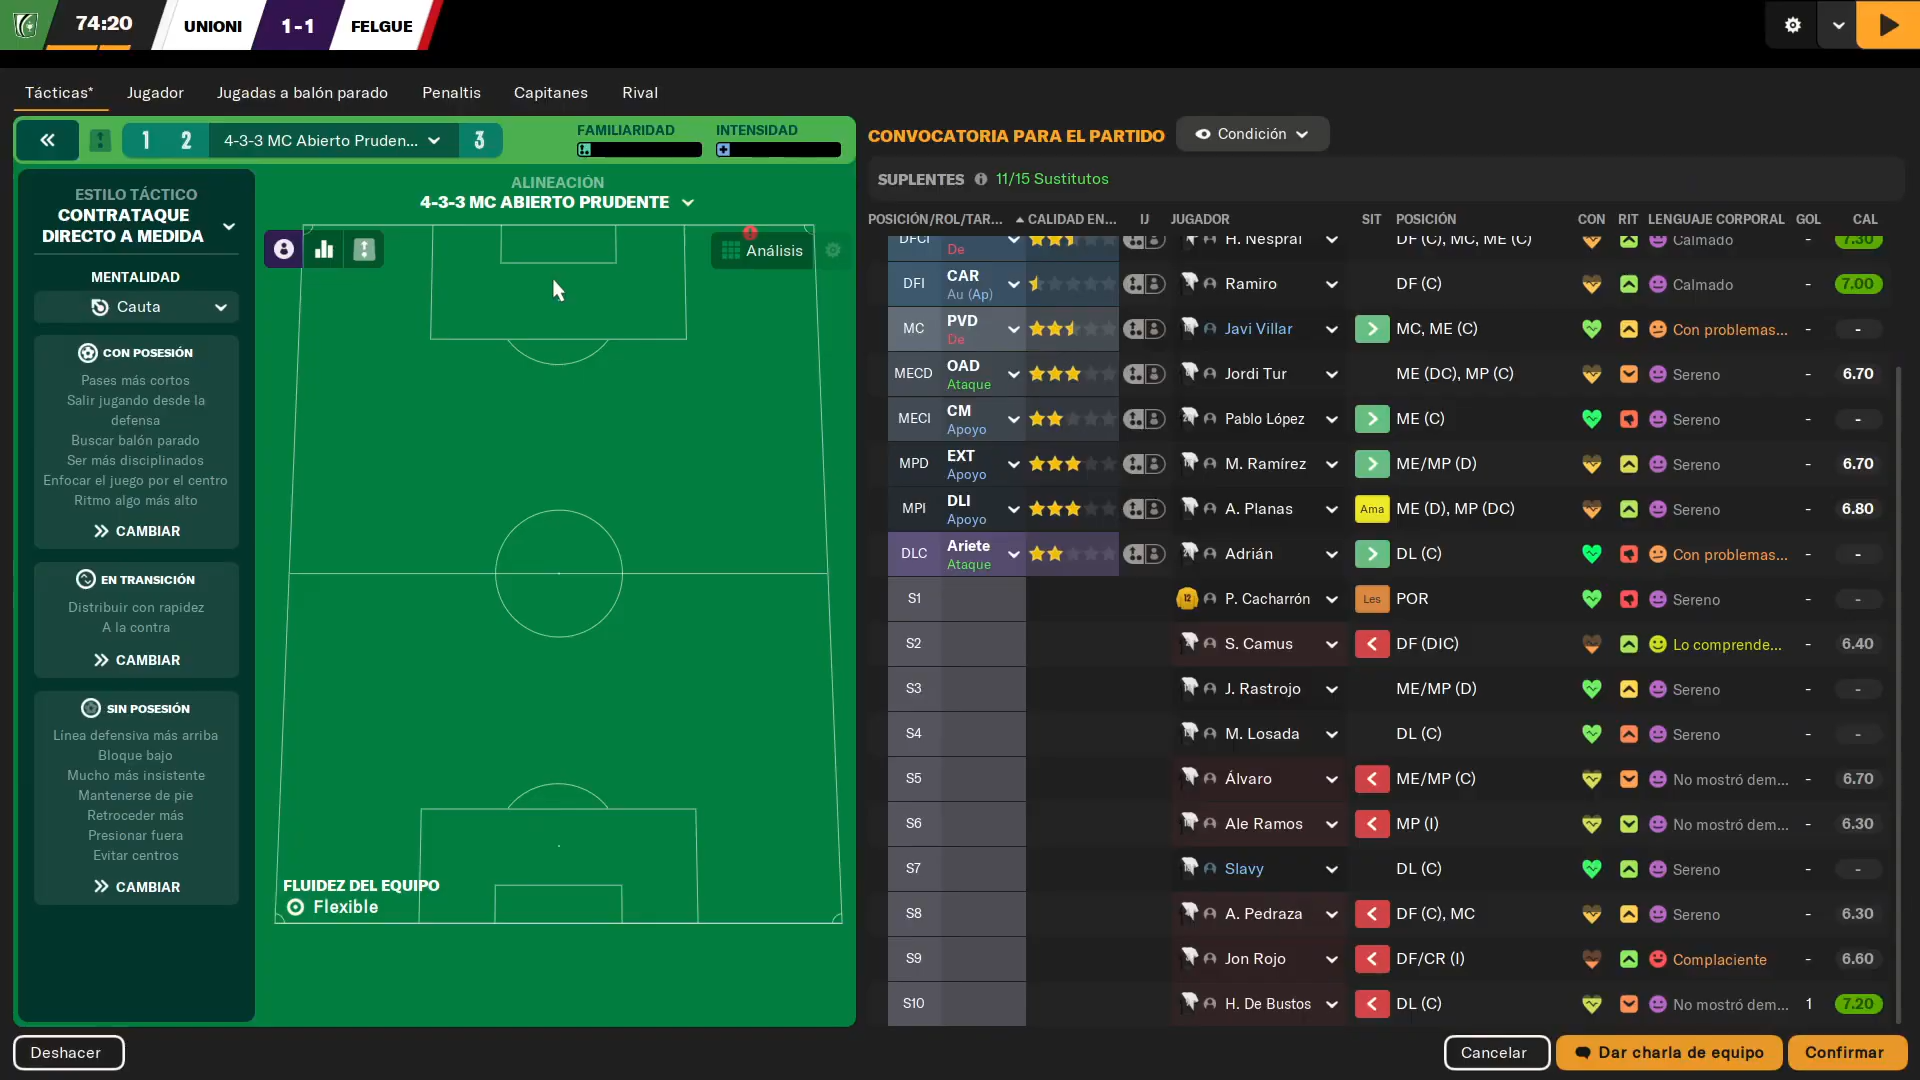 74:20
UNIONI
1 - 1
FELGUE
Tácticas*
Jugador
Jugadas a balón parado
Penaltis
Capitanes
Rival
1
2
4-3-3 MC Abierto Pruden...
3
FAMILIARIDAD
INTENSIDAD
ESTILO TÁCTICO
CONTRATAQUE
DIRECTO A MEDIDA
MENTALIDAD
Cauta
CON POSESIÓN
Pases más cortos
Salir jugando desde la
defensa
Buscar balón parado
Ser más disciplinados
Enfocar el juego por el centro
Ritmo algo más alto
CAMBIAR
EN TRANSICIÓN
Distribuir con rapidez
A la contra
CAMBIAR
SIN POSESIÓN
Línea defensiva más arriba
Bloque bajo
Mucho más insistente
Mantenerse de pie
Retroceder más
Presionar fuera
Evitar centros
CAMBIAR
ALINEACIÓN
4-3-3 MC ABIERTO PRUDENTE
Análisis
FLUIDEZ DEL EQUIPO
Flexible
CONVOCATORIA PARA EL PARTIDO
Condición
SUPLENTES 11/15 Sustitutos
POSICIÓN/ROL/TAR... CALIDAD EN... IJ JUGADOR SIT POSICIÓN CON RIT LENGUAJE CORPORAL GOL CAL
DFCI De H. Nespral DF (C), MC, ME (C) Calmado - 7.30
DFI CAR Au (Ap) Ramiro DF (C) Calmado - 7.00
MC PVD De Javi Villar MC, ME (C) Con problemas... - -
MECD OAD Ataque Jordi Tur ME (DC), MP (C) Sereno - 6.70
MECI CM Apoyo Pablo López ME (C) Sereno - -
MPD EXT Apoyo M. Ramírez ME/MP (D) Sereno - 6.70
MPI DLI Apoyo A. Planas Ama ME (D), MP (DC) Sereno - 6.80
DLC Ariete Ataque Adrián DL (C) Con problemas... - -
S1 12 P. Cacharrón Les POR Sereno - -
S2 S. Camus DF (DIC) Lo comprende... - 6.40
S3 J. Rastrojo ME/MP (D) Sereno - -
S4 M. Losada DL (C) Sereno - -
S5 Álvaro ME/MP (C) No mostró dem... - 6.70
S6 Ale Ramos MP (I) No mostró dem... - 6.30
S7 Slavy DL (C) Sereno - -
S8 A. Pedraza DF (C), MC Sereno - 6.30
S9 Jon Rojo DF/CR (I) Complaciente - 6.60
S10 H. De Bustos DL (C) No mostró dem... 1 7.20
Deshacer
Cancelar
Dar charla de equipo
Confirmar